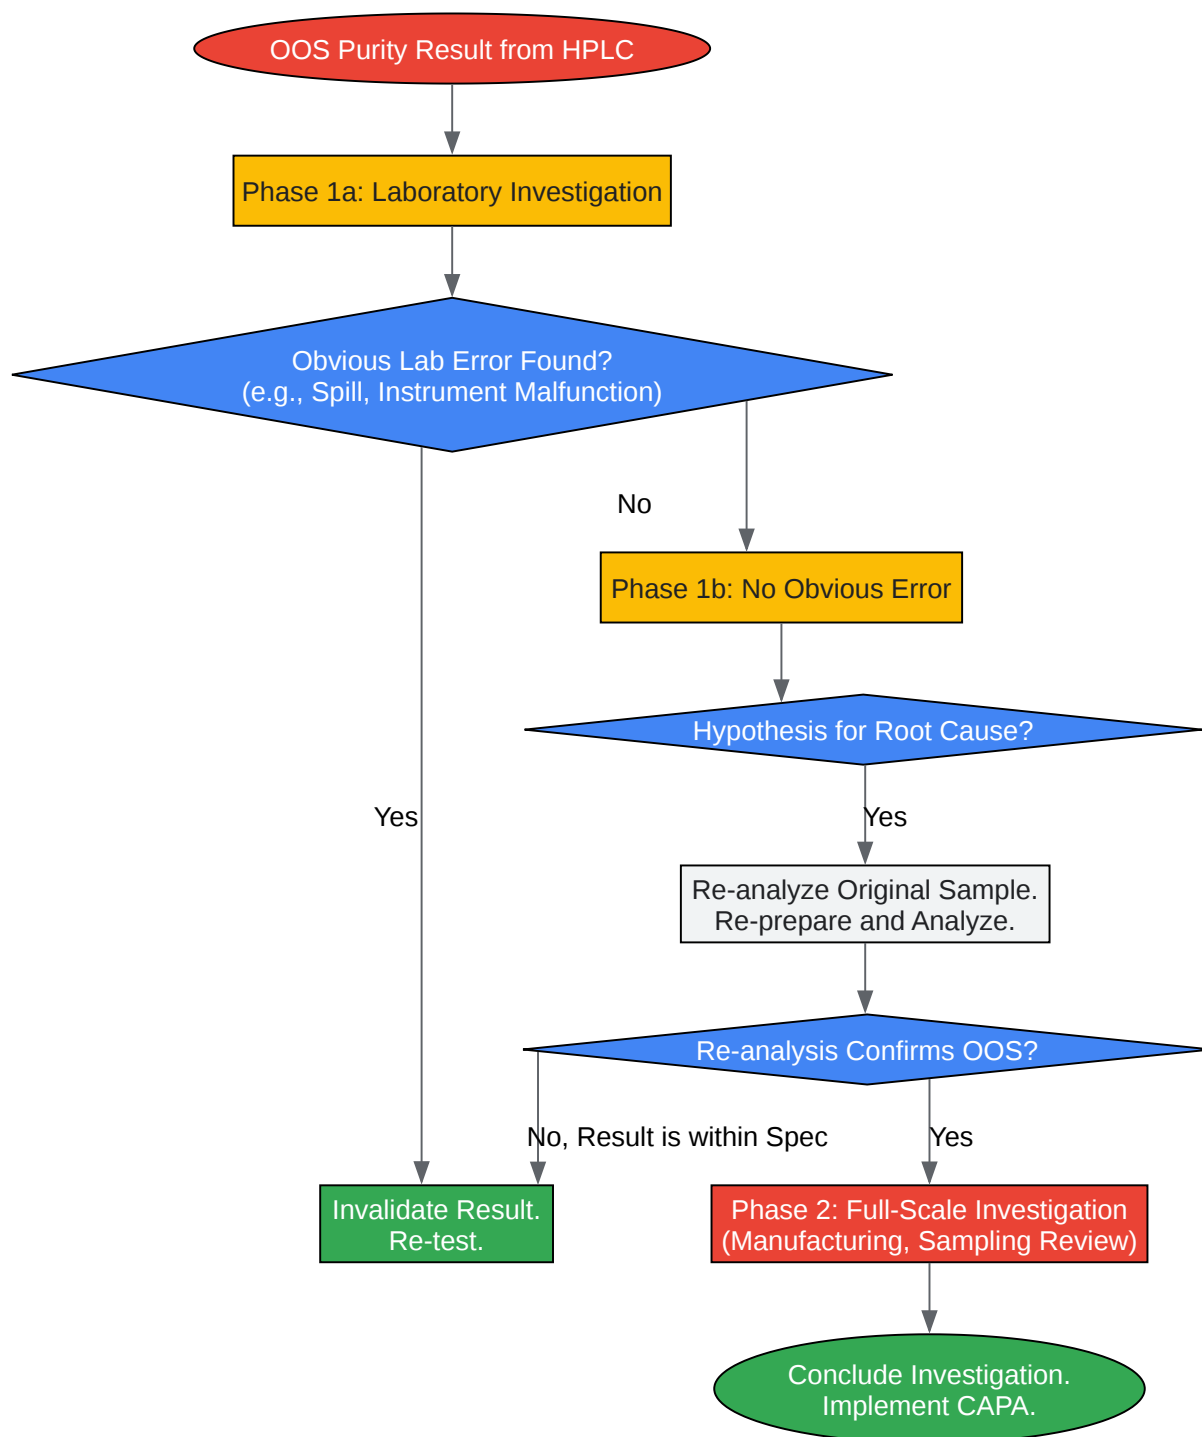 OOS Purity Result from HPLC
Phase 1a: Laboratory Investigation
Obvious Lab Error Found?
(e.g., Spill, Instrument Malfunction)
No
Phase 1b: No Obvious Error
Hypothesis for Root Cause?
Yes
Yes
Re-analyze Original Sample.
Re-prepare and Analyze.
Re-analysis Confirms OOS?
No, Result is within Spec
Yes
Invalidate Result.
Re-test.
Phase 2: Full-Scale Investigation
(Manufacturing, Sampling Review)
Conclude Investigation.
Implement CAPA.